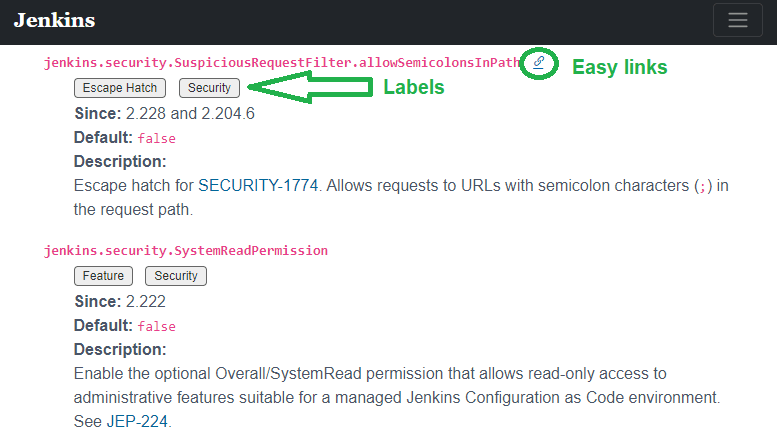 Jenkins
jenkins.security.SuspiciousRequestFilter.allowSemicolonsInPath
Easy links
Escape Hatch Security
Labels
Since: 2.228 and 2.204.6
Default: false
Description:
Escape hatch for SECURITY-1774. Allows requests to URLs with semicolon characters (;) in
the request path.
jenkins.security.SystemReadPermission
Feature Security
Since: 2.222
Default: false
Description:
Enable the optional Overall/SystemRead permission that allows read-only access to
administrative features suitable for a managed Jenkins Configuration as Code environment.
See JEP-224.